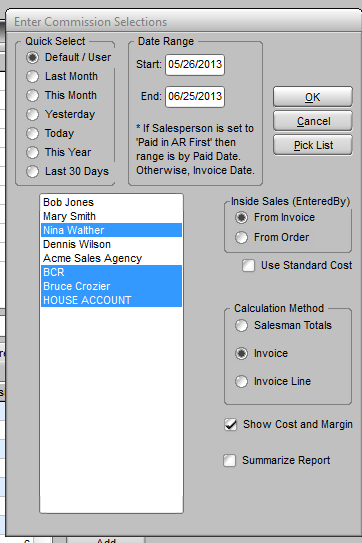 Enter Commission Selections
Quick Select
Default / User
Last Month
This Month
Yesterday
Today
This Year
Last 30 Days
Date Range
Start: 05/26/2013
End: 06/25/2013
* If Salesperson is set to
'Paid in AR First' then
range is by Paid Date.
Otherwise, Invoice Date.
OK
Cancel
Pick List
Bob Jones
Mary Smith
Nina Walther
Dennis Wilson
Acme Sales Agency
BCR
Bruce Crozier
HOUSE ACCOUNT
Inside Sales (EnteredBy)
From Invoice
From Order
Use Standard Cost
Calculation Method
Salesman Totals
Invoice
Invoice Line
Show Cost and Margin
Summarize Report
Add